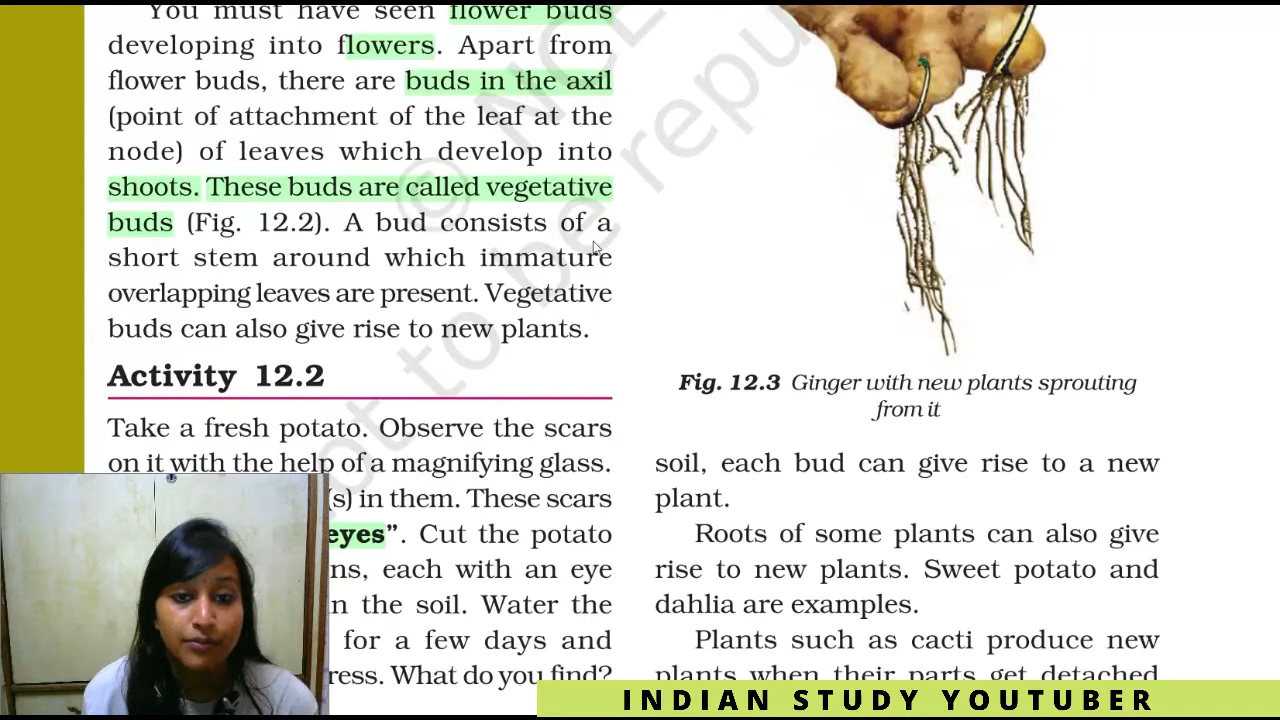 You must have seen flower buds
developing into flowers. Apart from
flower buds, there are buds in the axil
(point of attachment of the leaf at the
node) of leaves which develop into
shoots. These buds are called vegetative
buds (Fig. 12.2). A bud consists of a
short stem around which immature
overlapping leaves are present. Vegetative
buds can also give rise to new plants.
Activity 12.2
Take a fresh potato. Observe the scars
on it with the help of a magnifying glass.
(s) in them. These scars
eyes”. Cut the potato
ns, each with an eye
n the soil. Water the
for a few days and
ress. What do you find?
Fig. 12.3 Ginger with new plants sprouting
from it
soil, each bud can give rise to a new
plant.
Roots of some plants can also give
rise to new plants. Sweet potato and
dahlia are examples.
Plants such as cacti produce new
plants when their parts get detached
INDIAN STUDY YOUTUBER